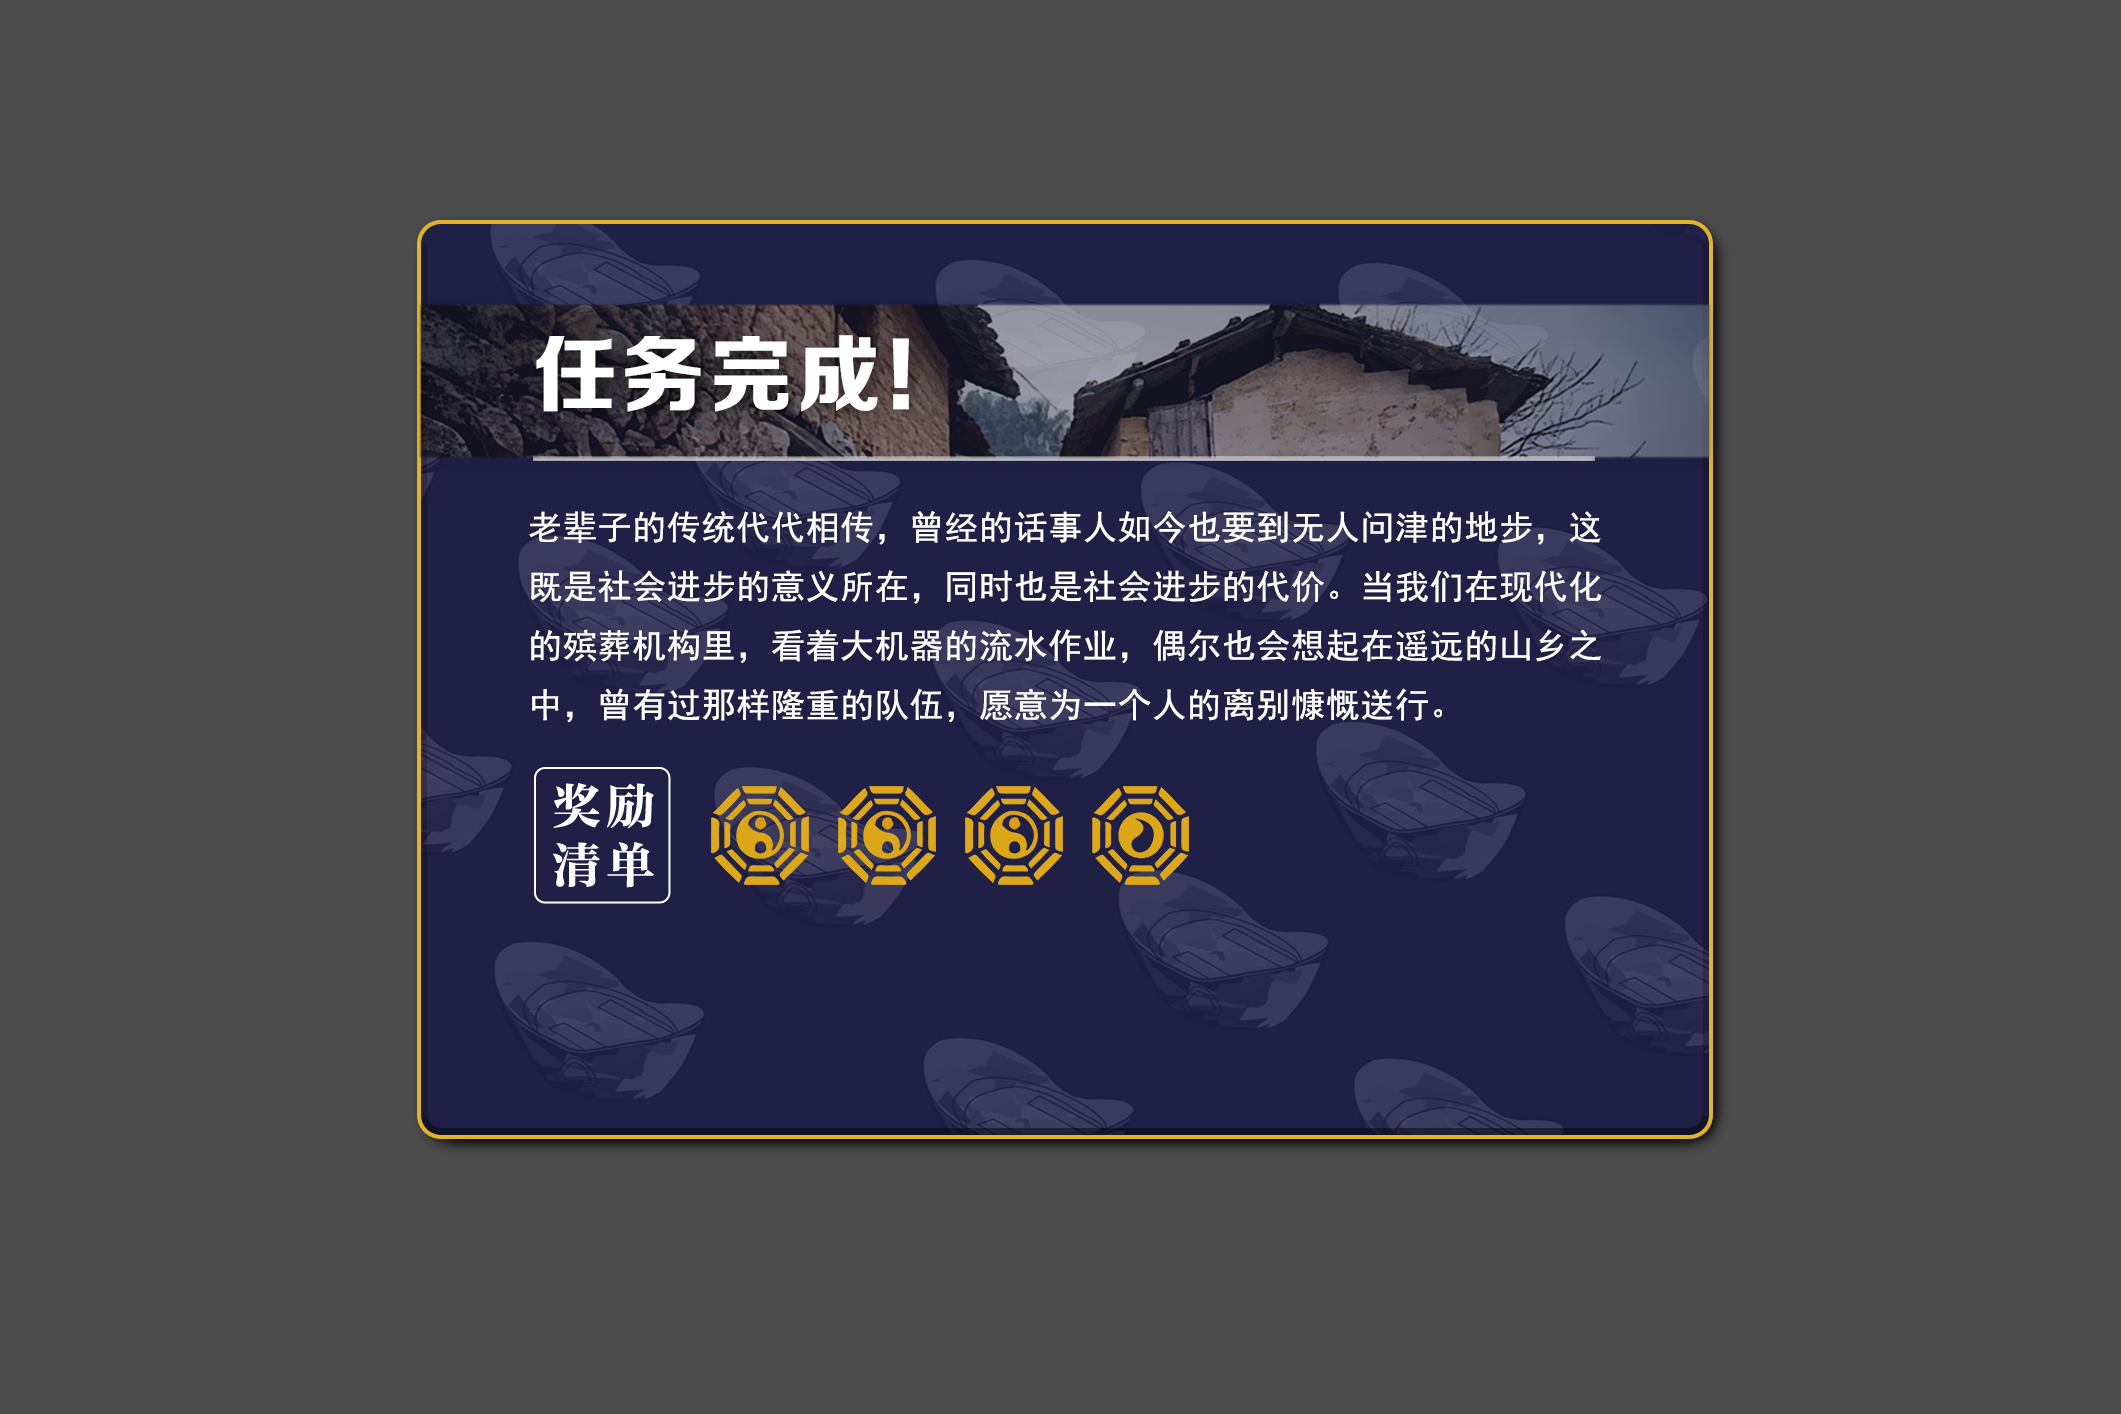 任务完成!
老辈子的传统代代相传，曾经的话事人如今也要到无人问津的地步，这
既是社会进步的意义所在，同时也是社会进步的代价。当我们在现代化
的殡葬机构里，看着大机器的流水作业，偶尔也会想起在遥远的山乡之
中，曾有过那样隆重的队伍，愿意为一个人的离别慷慨送行。
奖励
清单